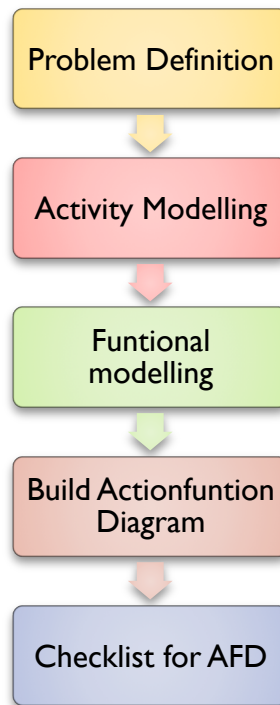 Problem Definition
Activity Modelling
Funtional
modelling
Build Actionfuntion
Diagram
Checklist for AFD